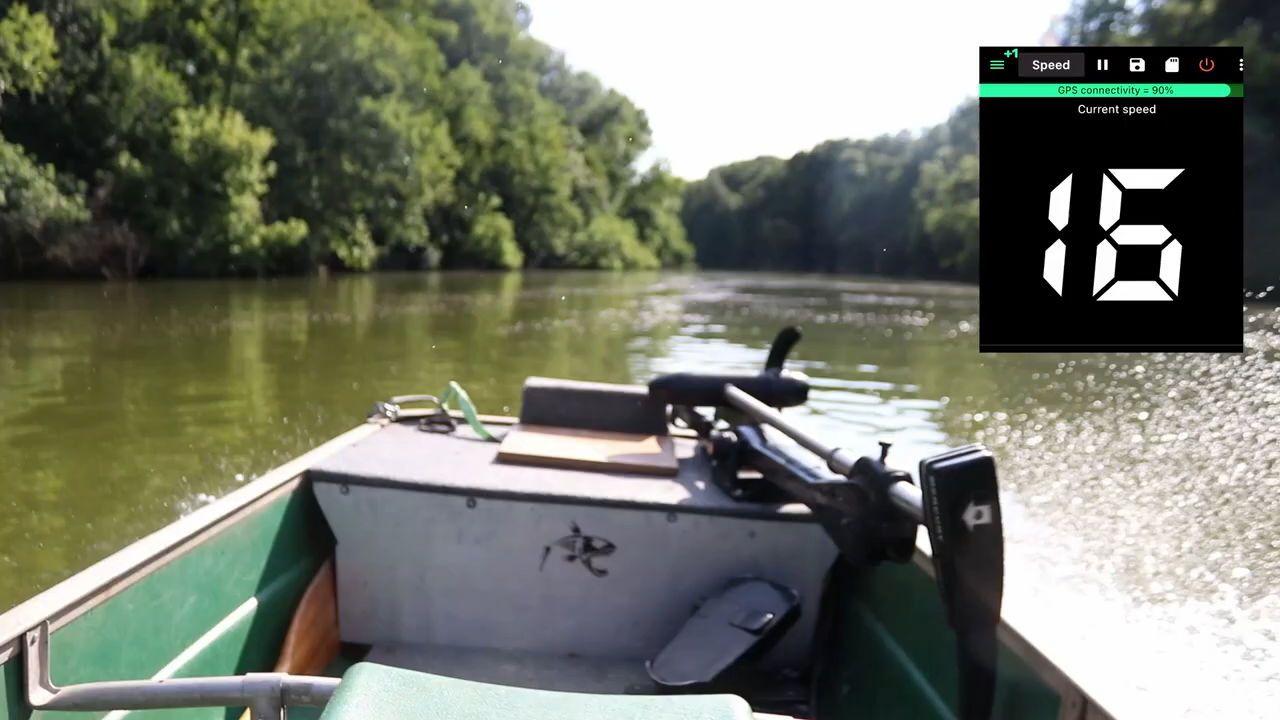 +1
Speed
GPS connectivity = 90%
Current speed
16